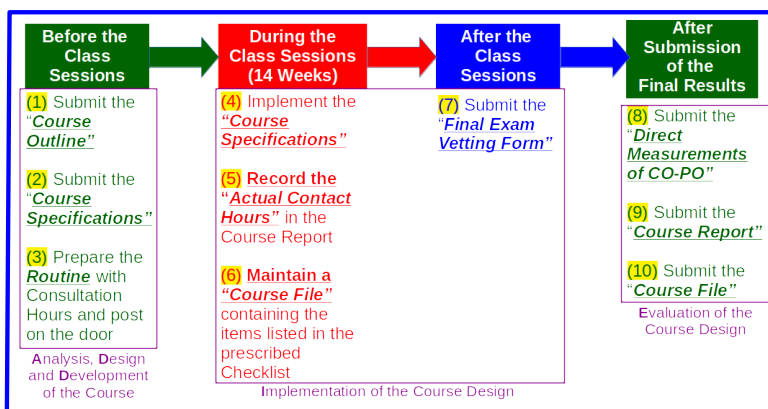 Before the
Class
Sessions
During the
Class Sessions
(14 Weeks)
After the
Class
Sessions
After
Submission
of the
Final Results
(1) Submit the
“Course
Outline”
(2) Submit the
“Course
Specifications”
(3) Prepare the
Routine with
Consultation
Hours and post
on the door
Analysis, Design
and Development
of the Course
(4) Implement the
“Course
Specifications”
(5) Record the
“Actual Contact
Hours” in the
Course Report
(6) Maintain a
“Course File”
containing the
items listed in the
prescribed
Checklist
(7) Submit the
“Final Exam
Vetting Form”
Implementation of the Course Design
(8) Submit the
“Direct
Measurements
of CO-PO”
(9) Submit the
“Course Report”
(10) Submit the
“Course File”
Evaluation of the
Course Design